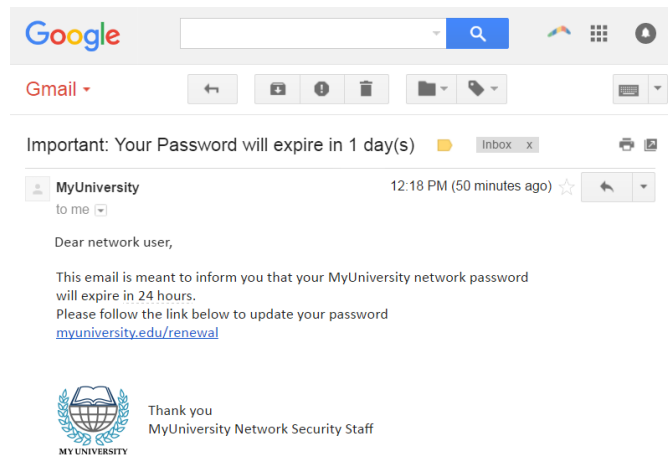 Google
Gmail
Important: Your Password will expire in 1 day(s)
Inbox x
MyUniversity
12:18 PM (50 minutes ago)
to me
Dear network user,
This email is meant to inform you that your MyUniversity network password
will expire in 24 hours.
Please follow the link below to update your password
myuniversity.edu/renewal
MY UNIVERSITY
Thank you
MyUniversity Network Security Staff